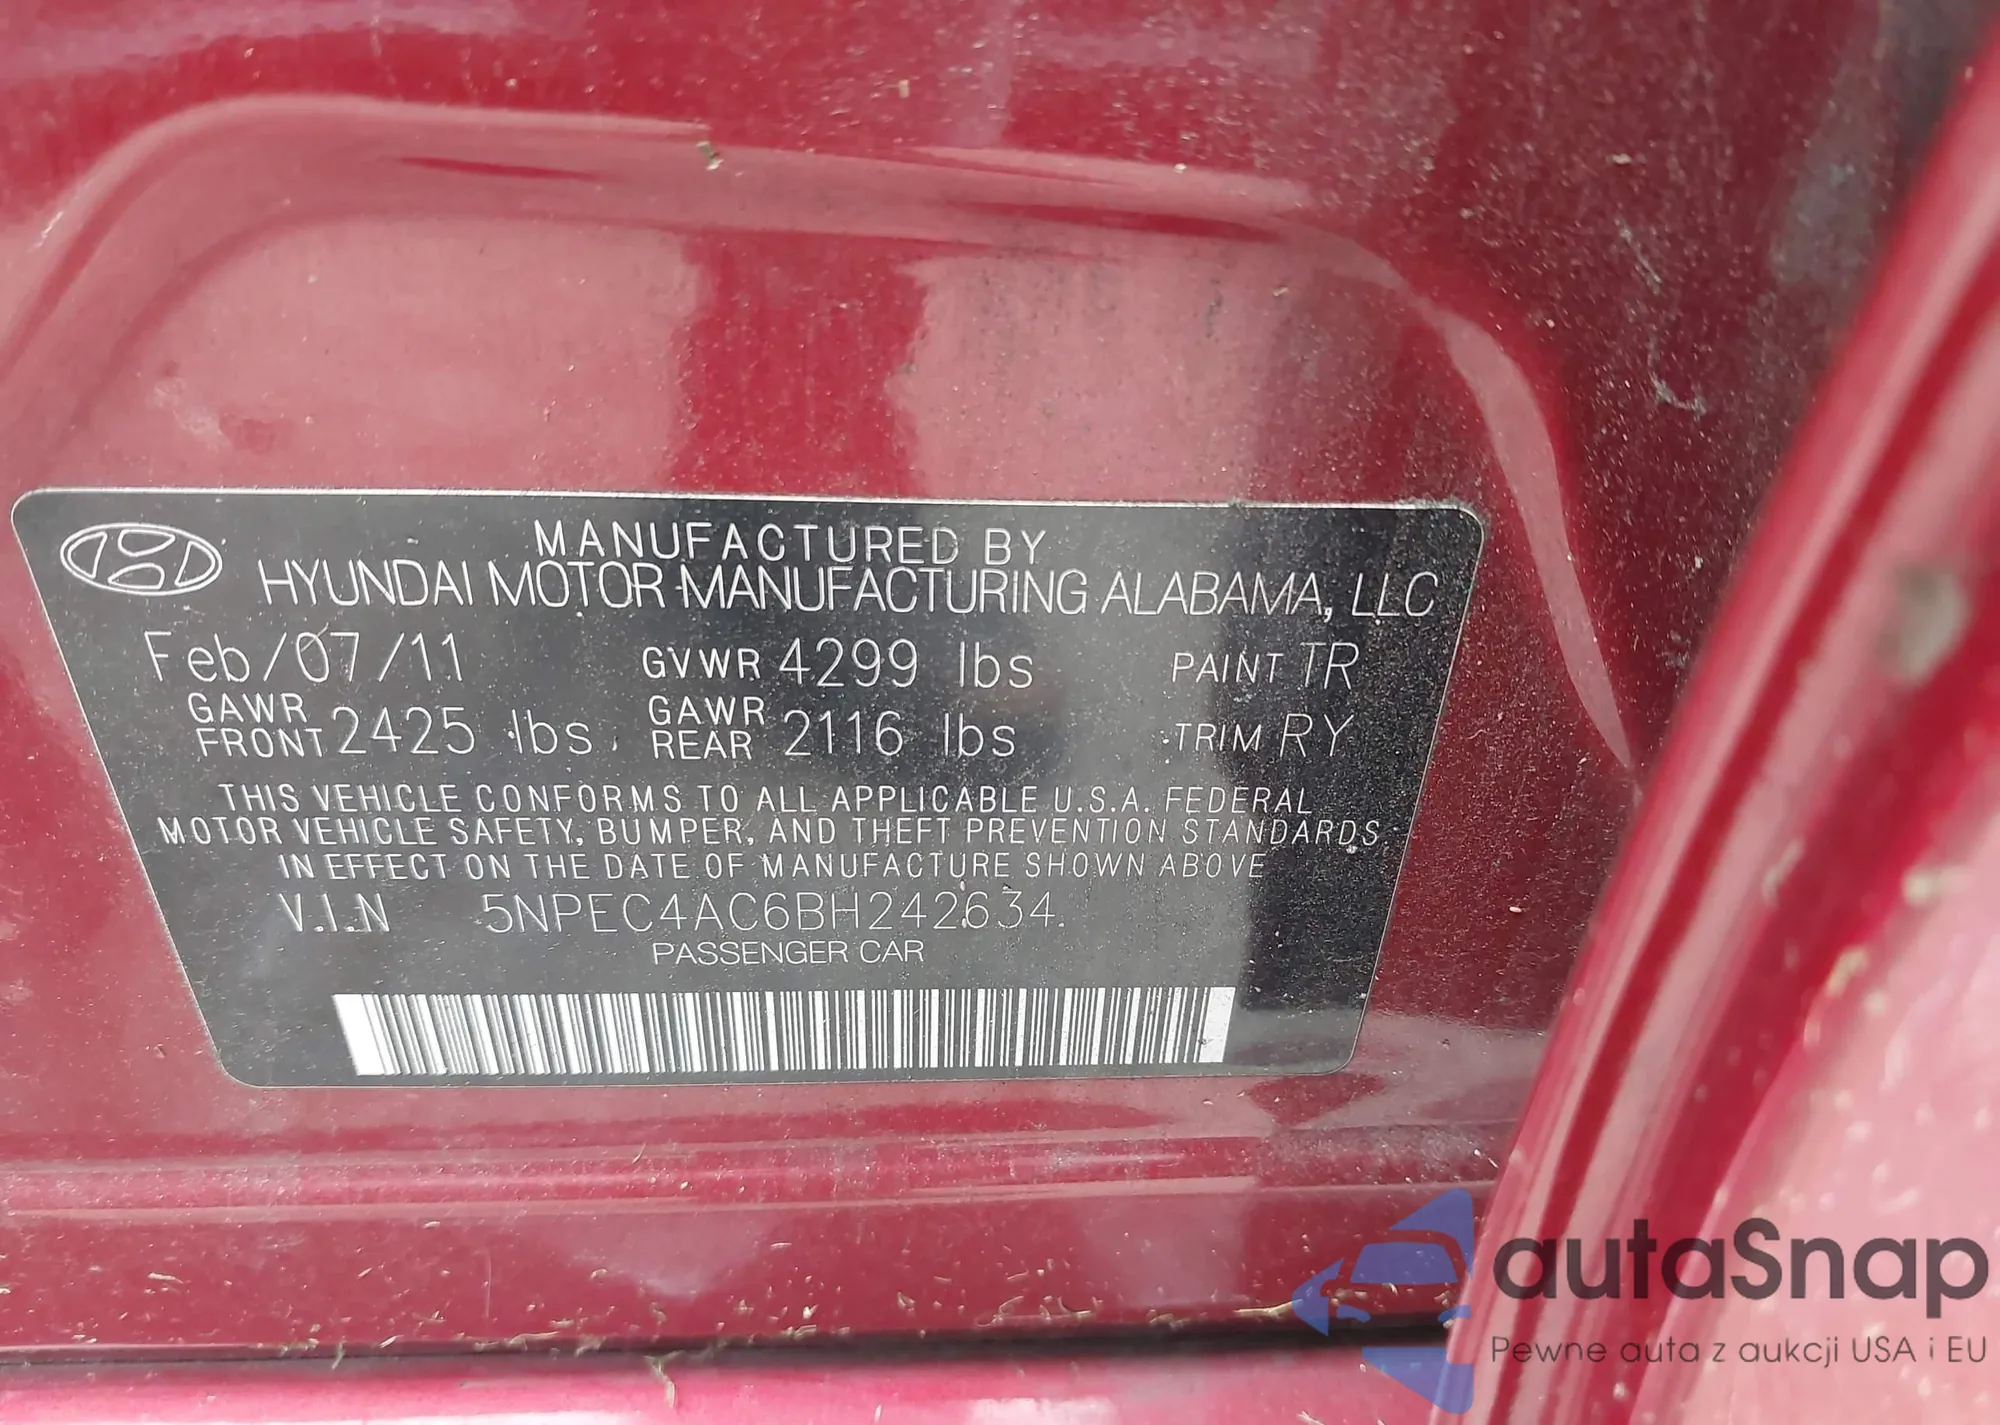 MANUFACTURED BY
HYUNDAI MOTOR MANUFACTURING ALABAMA, LLC
Feb/07/11 GVWR 4299 lbs PAINT TR
GAWR FRONT 2425 lbs GAWR REAR 2116 lbs TRIM RY
THIS VEHICLE CONFORMS TO ALL APPLICABLE U.S.A. FEDERAL
MOTOR VEHICLE SAFETY, BUMPER, AND THEFT PREVENTION STANDARDS
IN EFFECT ON THE DATE OF MANUFACTURE SHOWN ABOVE
V.I.N 5NPEC4AC6BH242634
PASSENGER CAR
autaSnap
Pewne auta z aukcji USA i EU